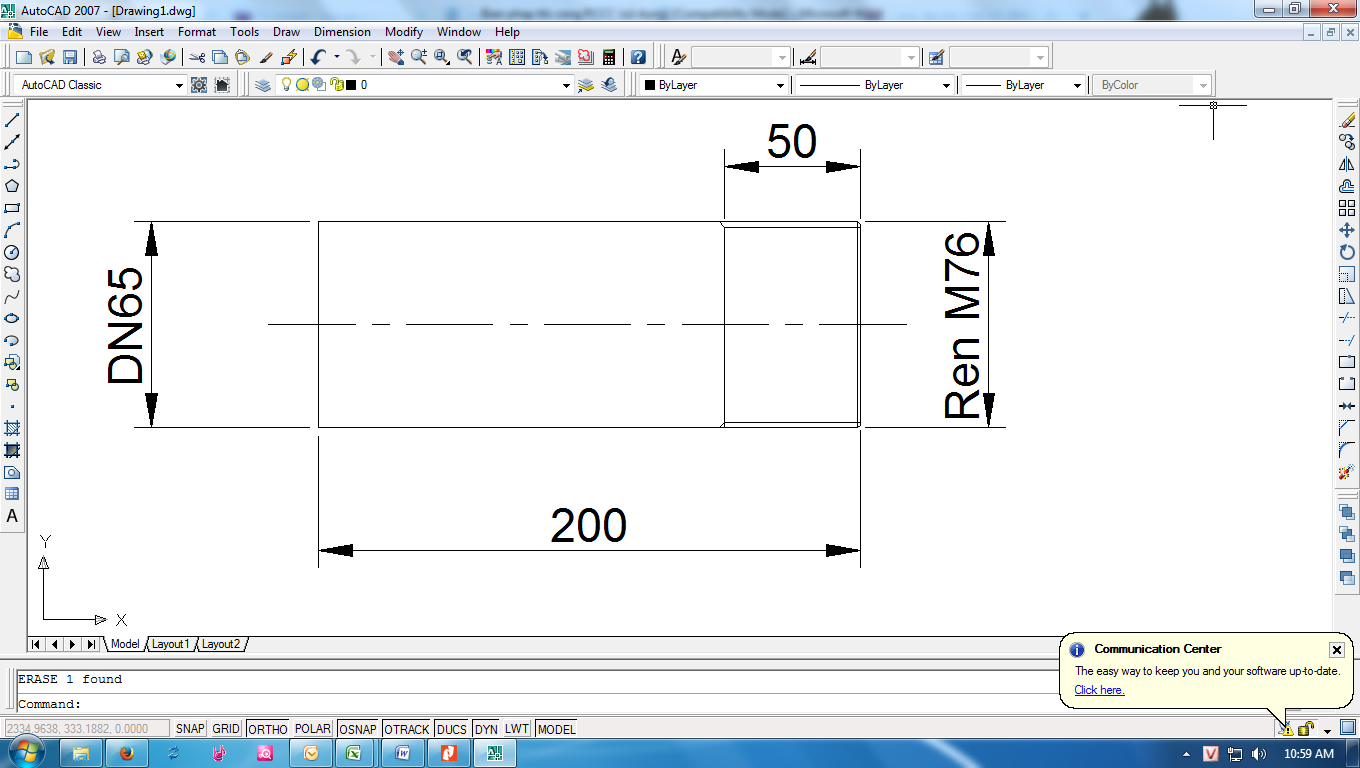 AutoCAD 2007 - [Drawing1.dwg]
File Edit View Insert Format Tools Draw Dimension Modify Window Help
AutoCAD Classic 0 ByLayer ByLayer ByLayer ByColor
50
DN65
Ren M76
200
Y
X
A
Model Layout1 Layout2
Communication Center
The easy way to keep you and your software up-to-date.
Click here.
ERASE 1 found
Command:
2334.9638, 333.1882, 0.0000 SNAP GRID ORTHO POLAR OSNAP OTRACK DUCS DYN LWT MODEL
10:59 AM